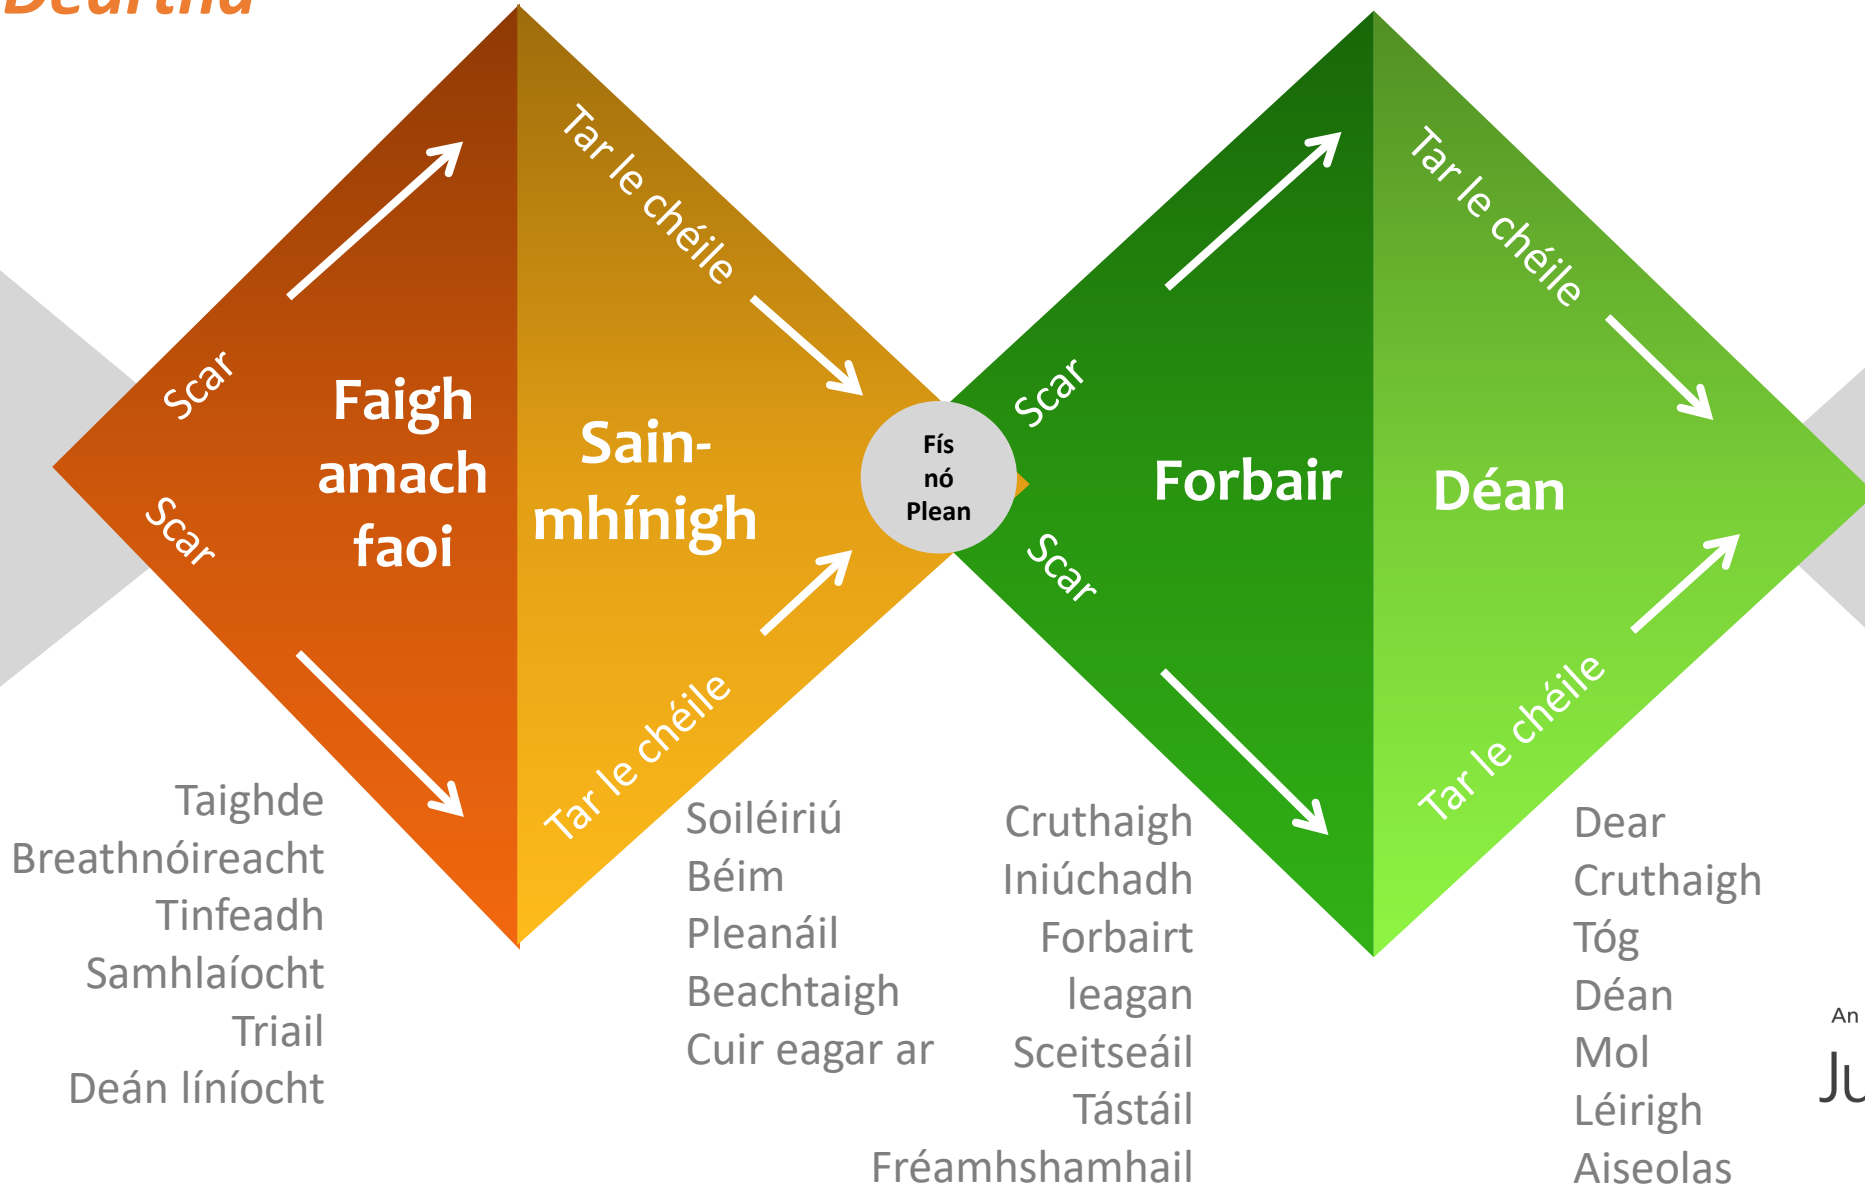 Deartha
Scar
Scar
Faigh
amach
faoi
Tar le chéile
Tar le chéile
Sain-
mhínigh
Fís
nó
Plean
Scar
Scar
Forbair
Tar le chéile
Tar le chéile
Déan
Taighde
Breathnóireacht
Tinfeadh
Samhlaíocht
Triail
Deán líníocht
Soiléiriú
Béim
Pleanáil
Beachtaigh
Cuir eagar ar
Cruthaigh
Iniúchadh
Forbairt
leagan
Sceitseáil
Tástáil
Fréamhshamhail
Dear
Cruthaigh
Tóg
Déan
Mol
Léirigh
Aiseolas
An